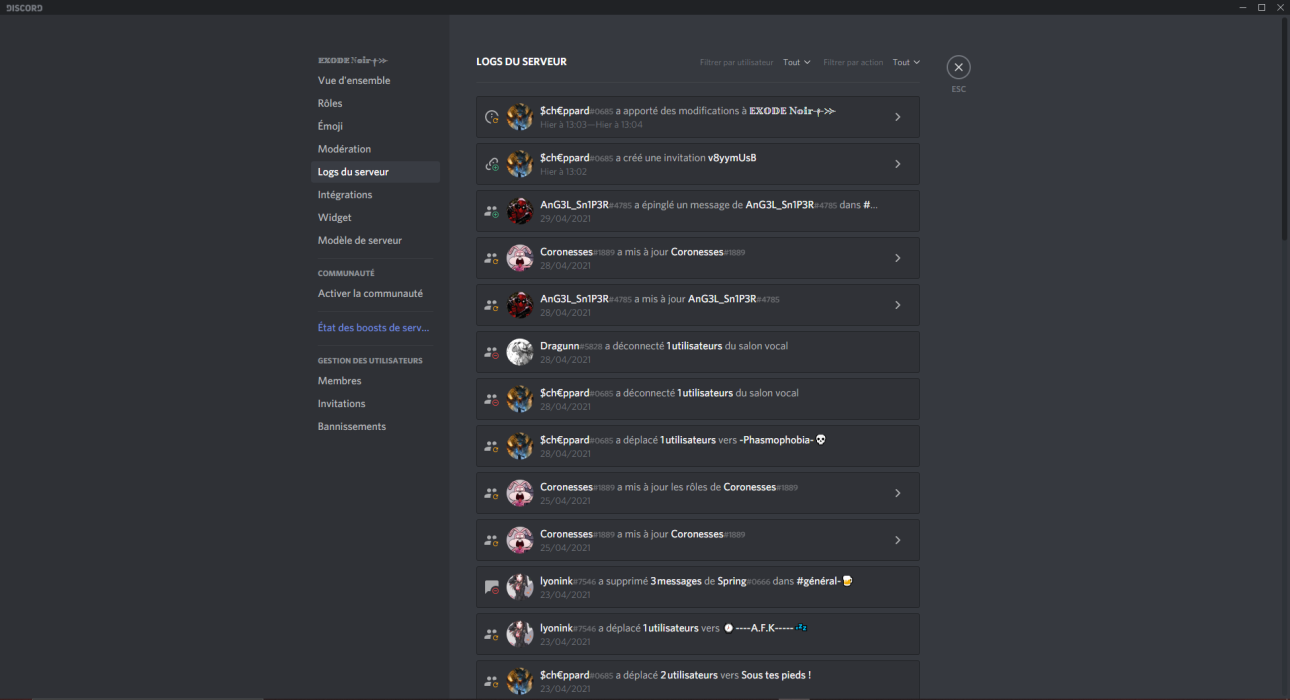 DISCORD
𝔼𝕏𝕆𝔻𝔼 ℕ𝕠𝕚𝕣⍭≫
Vue d'ensemble
Rôles
Émoji
Modération
Logs du serveur
Intégrations
Widget
Modèle de serveur
COMMUNAUTÉ
Activer la communauté
État des boosts de serv...
GESTION DES UTILISATEURS
Membres
Invitations
Bannissements
LOGS DU SERVEUR
Filtrer par utilisateur Tout Filtrer par action Tout
ESC
$ch€ppard#0685 a apporté des modifications à 𝔼𝕏𝕆𝔻𝔼 ℕ𝕠𝕚𝕣⍭≫
Hier à 13:03—Hier à 13:04
$ch€ppard#0685 a créé une invitation v8yymUsB
Hier à 13:02
AnG3L_Sn1P3R#4785 a épinglé un message de AnG3L_Sn1P3R#4785 dans #...
29/04/2021
Coronesses#1889 a mis à jour Coronesses#1889
28/04/2021
AnG3L_Sn1P3R#4785 a mis à jour AnG3L_Sn1P3R#4785
28/04/2021
Dragunn#5828 a déconnecté 1 utilisateurs du salon vocal
28/04/2021
$ch€ppard#0685 a déconnecté 1 utilisateurs du salon vocal
28/04/2021
$ch€ppard#0685 a déplacé 1 utilisateurs vers -Phasmophobia-💀
28/04/2021
Coronesses#1889 a mis à jour les rôles de Coronesses#1889
25/04/2021
Coronesses#1889 a mis à jour Coronesses#1889
25/04/2021
lyonink#7546 a supprimé 3 messages de Spring#0666 dans #général-🍺
23/04/2021
lyonink#7546 a déplacé 1 utilisateurs vers 🕛----A.F.K-----💤
23/04/2021
$ch€ppard#0685 a déplacé 2 utilisateurs vers Sous tes pieds !
23/04/2021